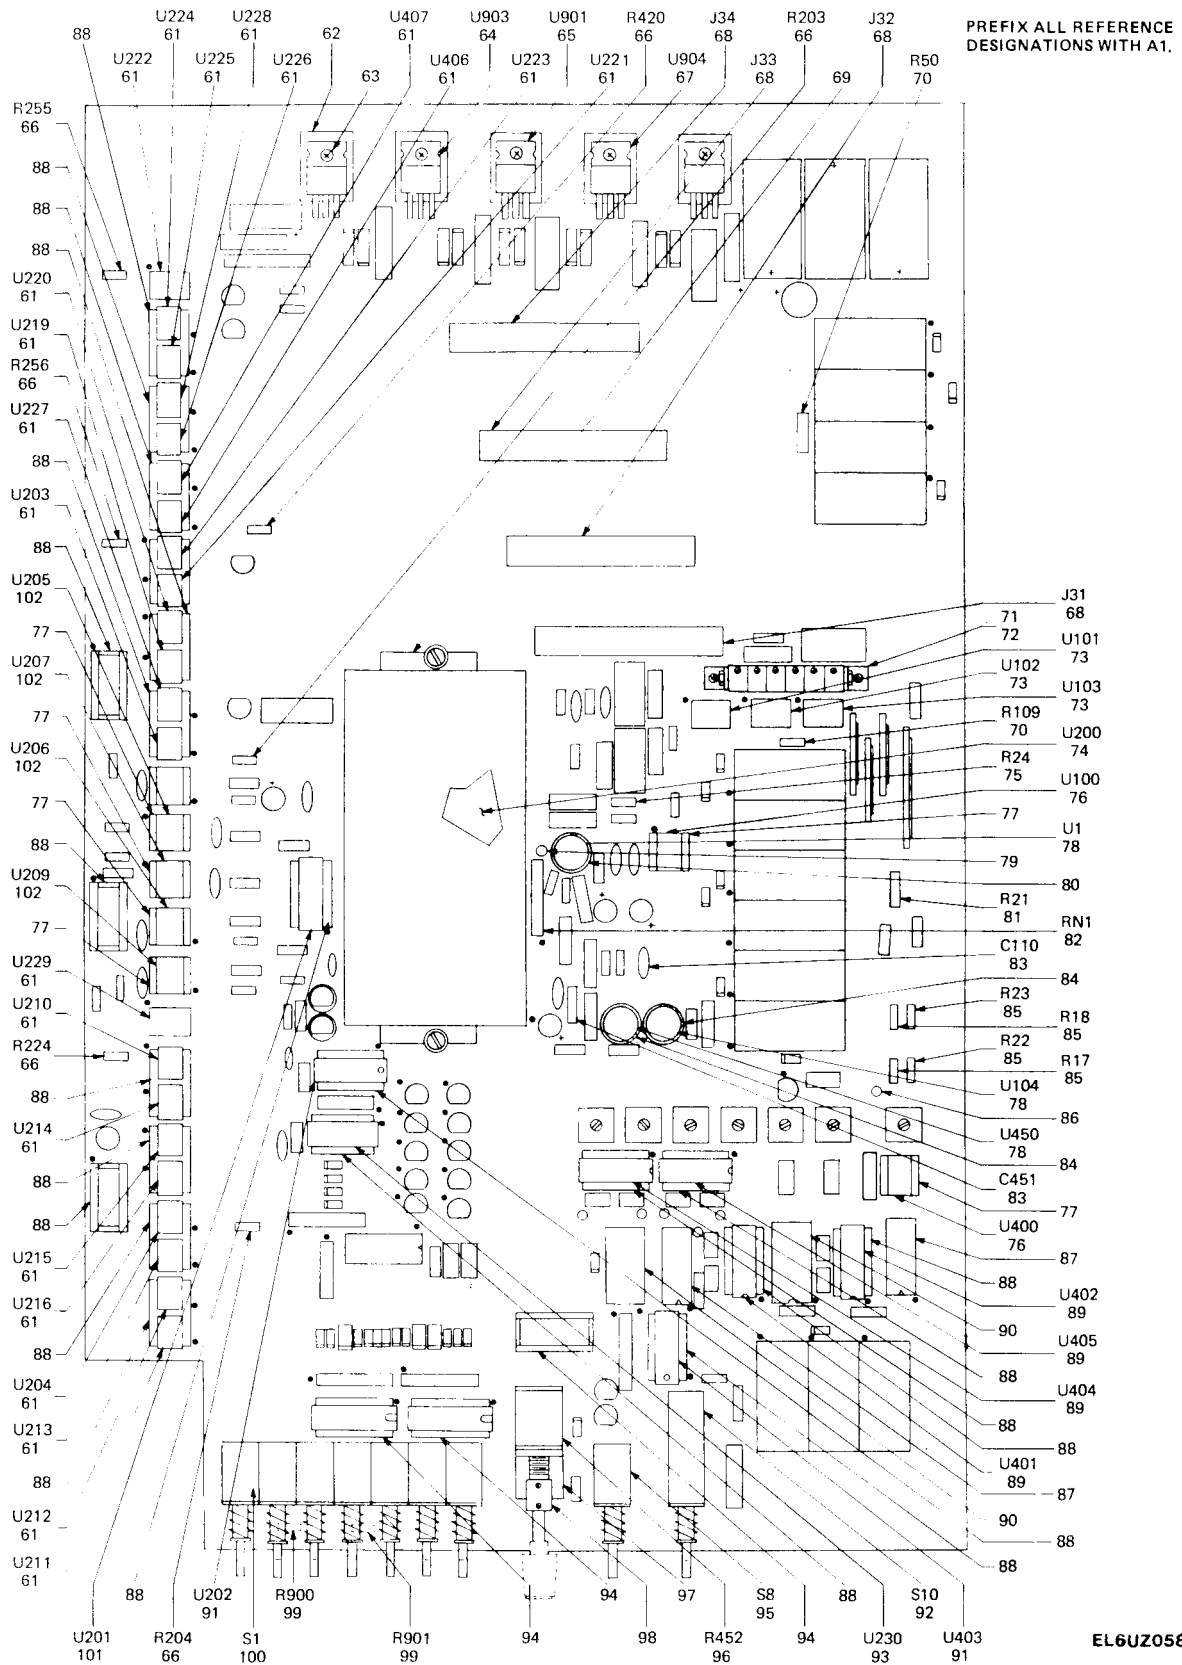 PREFIX ALL REFERENCE
DESIGNATIONS WITH A1.
88
U224
61
U228
61
62
U407
61
U903
64
U901
65
R420
66
J34
68
R203
66
J32
68
U222
61
U225
61
U226
61
63
U406
61
U223
61
U221
61
U904
67
J33
68
69
R50
70
R255
66
88
88
U220
61
U219
61
R256
66
U227
61
88
U203
61
88
U205
102
77
U207
102
77
U206
102
77
88
U209
102
77
U229
61
U210
61
R224
66
88
U214
61
88
88
U215
61
U216
61
88
U204
61
U213
61
88
U212
61
U211
61
J31
68
71
72
U101
73
U102
73
U103
73
R109
70
U200
74
R24
75
U100
76
77
U1
78
79
80
R21
81
RN1
82
C110
83
84
R23
85
R18
85
R22
85
R17
85
U104
78
86
U450
78
84
C451
83
77
U400
76
87
88
U402
89
90
U405
89
88
U404
89
88
88
U401
89
87
90
88
88
88
U202
91
R900
99
94
97
S8
95
88
S10
92
U201
101
R204
66
S1
100
R901
99
94
98
R452
96
94
U230
93
U403
91
EL6UZ058